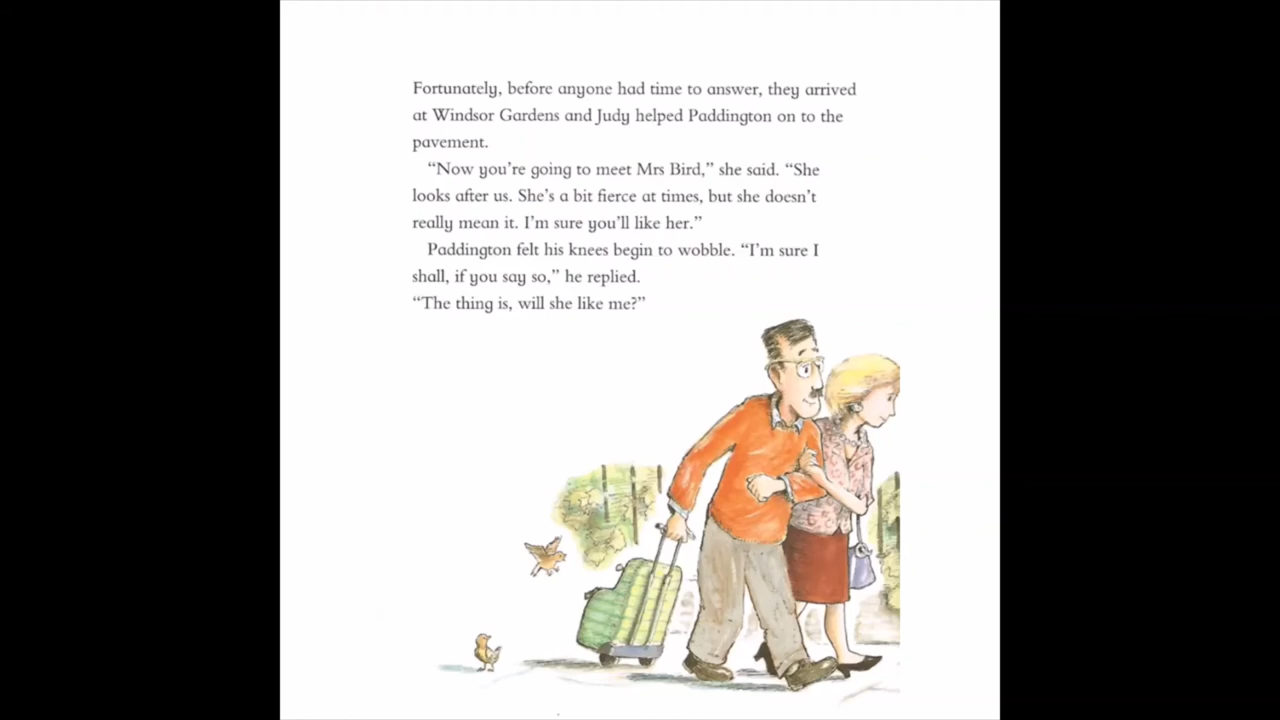 Fortunately, before anyone had time to answer, they arrived
at Windsor Gardens and Judy helped Paddington on to the
pavement.
“Now you’re going to meet Mrs Bird,” she said. “She
looks after us. She’s a bit fierce at times, but she doesn’t
really mean it. I’m sure you’ll like her.”
Paddington felt his knees begin to wobble. “I’m sure I
shall, if you say so,” he replied.
“The thing is, will she like me?”